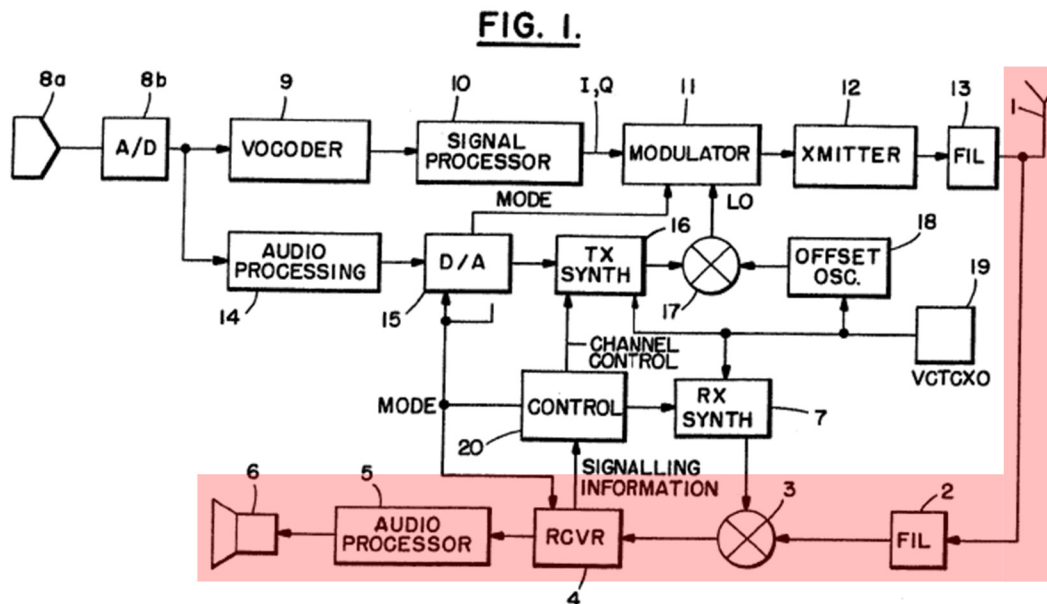 FIG. 1.
8a
8b
9
10
I,Q
11
12
13
1
A/D
VOCODER
SIGNAL
PROCESSOR
MODULATOR
XMITTER
FIL
MODE
LO
16
18
AUDIO
PROCESSING
D/A
TX
SYNTH
OFFSET
OSC.
19
14
15
17
CHANNEL
CONTROL
VCTCXO
MODE
CONTROL
RX
SYNTH
7
20
SIGNALLING
INFORMATION
6
5
3
2
AUDIO
PROCESSOR
RCVR
FIL
4